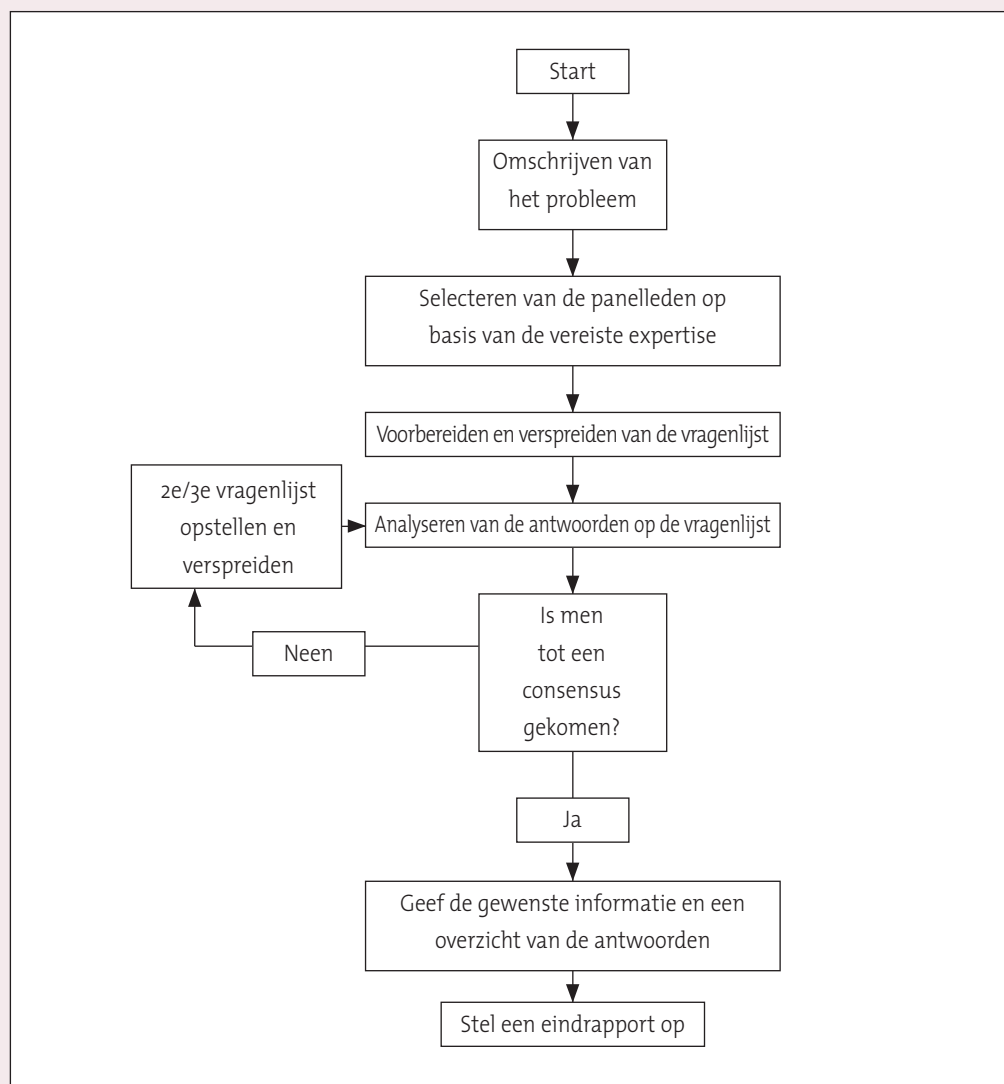 Start
Omschrijven van
het probleem
Selecteren van de panelleden op
basis van de vereiste expertise
Voorbereiden en verspreiden van de vragenlijst
2e/3e vragenlijst
opstellen en
verspreiden
Analyseren van de antwoorden op de vragenlijst
Is men
tot een
consensus
gekomen?
Neen
Ja
Geef de gewenste informatie en een
overzicht van de antwoorden
Stel een eindrapport op